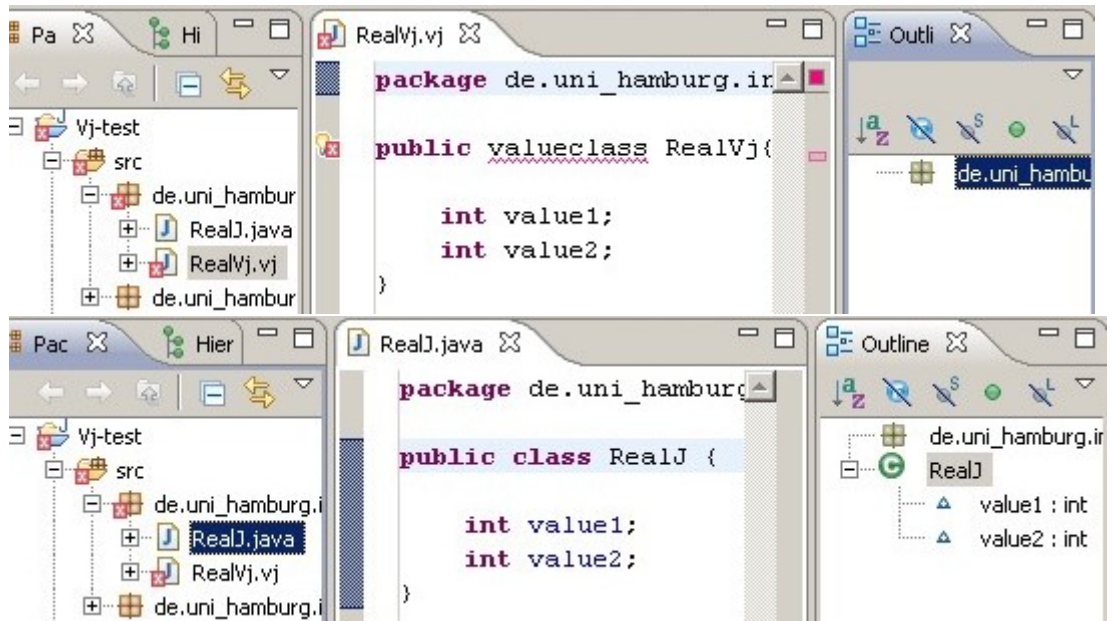 Pa Hi RealVj.vj Outli
package de.uni_hamburg.in
Vj-test
src
public valueclass RealVj{
de.uni_hambu
de.uni_hambur
RealJ.java
int value1;
RealVj.vj
int value2;
de.uni_hambur
}
Pac Hier RealJ.java Outline
package de.uni_hamburg
Vj-test
de.uni_hamburg.in
src
public class RealJ {
RealJ
de.uni_hamburg.i
value1 : int
RealJ.java
int value1;
value2 : int
RealVj.vj
int value2;
de.uni_hamburg.i
}